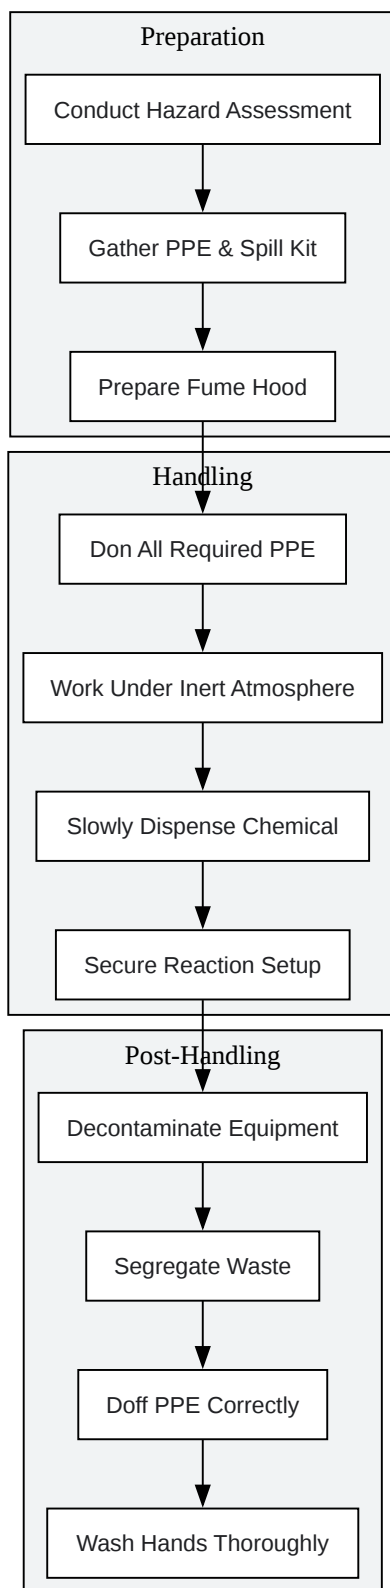 Preparation
Conduct Hazard Assessment
Gather PPE & Spill Kit
Prepare Fume Hood
Handling
Don All Required PPE
Work Under Inert Atmosphere
Slowly Dispense Chemical
Secure Reaction Setup
Post-Handling
Decontaminate Equipment
Segregate Waste
Doff PPE Correctly
Wash Hands Thoroughly